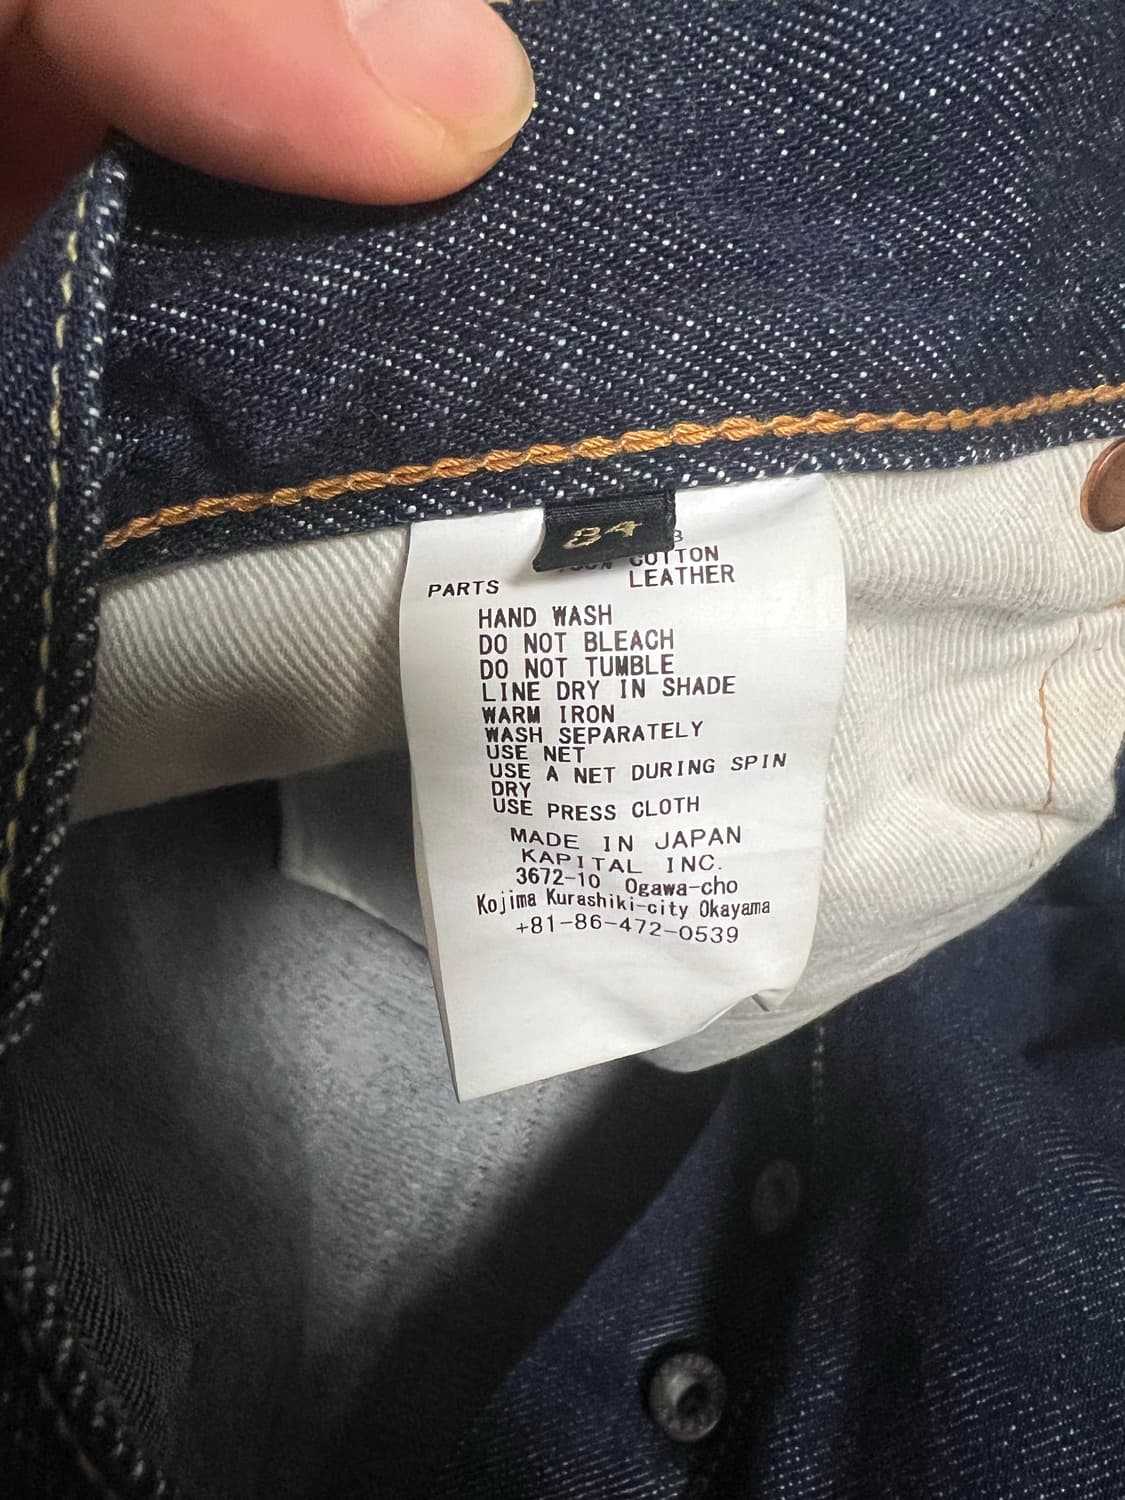 34
COTTON
PARTS LEATHER
HAND WASH
DO NOT BLEACH
DO NOT TUMBLE
LINE DRY IN SHADE
WARM IRON
WASH SEPARATELY
USE NET
USE A NET DURING SPIN
DRY
USE PRESS CLOTH
MADE IN JAPAN
KAPITAL INC.
3672-10 Ogawa-cho
Kojima Kurashiki-city Okayama
+81-86-472-0539